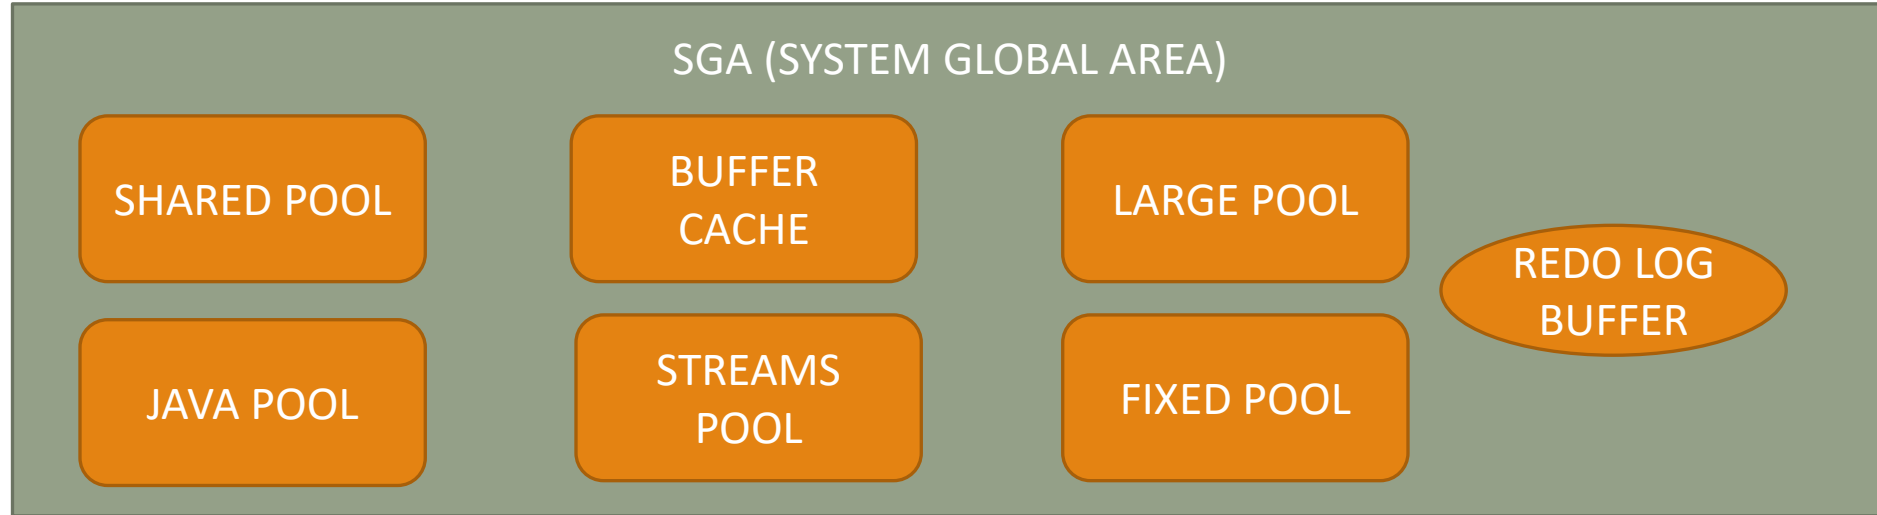 SGA (SYSTEM GLOBAL AREA)
SHARED POOL
BUFFER
CACHE
LARGE POOL
REDO LOG
BUFFER
JAVA POOL
STREAMS
POOL
FIXED POOL